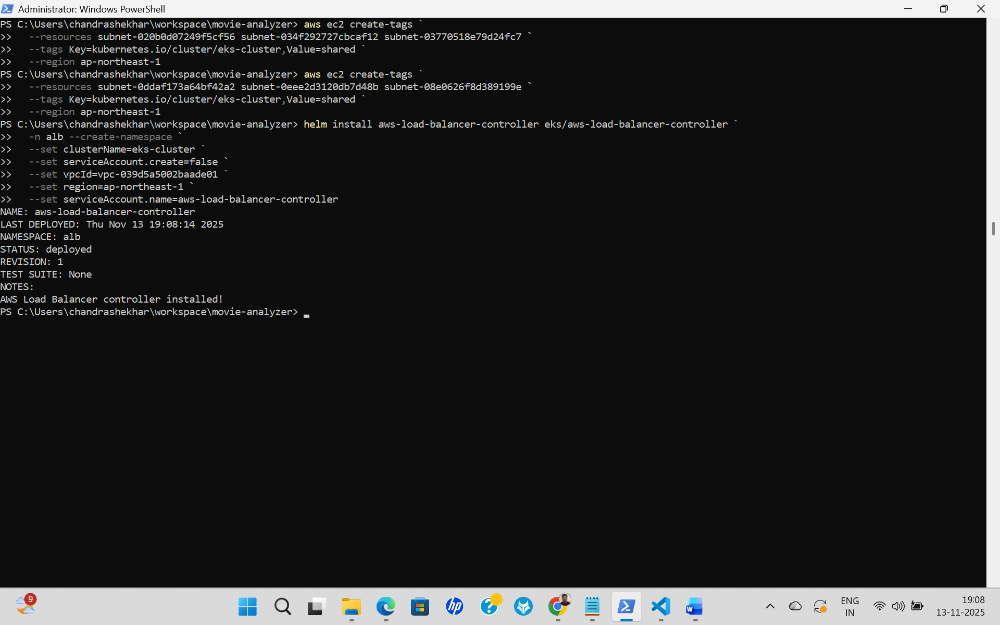 Administrator: Windows PowerShell
PS C:\Users\chandrashekhar\workspace\movie-analyzer> aws ec2 create-tags `
>>   --resources subnet-020b0d07249f5cf56 subnet-034f292727cbcaf12 subnet-03770518e79d24fc7 `
>>   --tags Key=kubernetes.io/cluster/eks-cluster,Value=shared `
>>   --region ap-northeast-1
PS C:\Users\chandrashekhar\workspace\movie-analyzer> aws ec2 create-tags `
>>   --resources subnet-0ddaf173a64bf42a2 subnet-0eee2d3120db7d48b subnet-08e0626f8d389199e `
>>   --tags Key=kubernetes.io/cluster/eks-cluster,Value=shared `
>>   --region ap-northeast-1
PS C:\Users\chandrashekhar\workspace\movie-analyzer> helm install aws-load-balancer-controller eks/aws-load-balancer-controller `
>>   -n alb --create-namespace `
>>   --set clusterName=eks-cluster `
>>   --set serviceAccount.create=false `
>>   --set vpcId=vpc-039d5a5002baade01 `
>>   --set region=ap-northeast-1 `
>>   --set serviceAccount.name=aws-load-balancer-controller
NAME: aws-load-balancer-controller
LAST DEPLOYED: Thu Nov 13 19:08:14 2025
NAMESPACE: alb
STATUS: deployed
REVISION: 1
TEST SUITE: None
NOTES:
AWS Load Balancer controller installed!
PS C:\Users\chandrashekhar\workspace\movie-analyzer>
9
hp
?
W
ENG
IN
19:08
13-11-2025